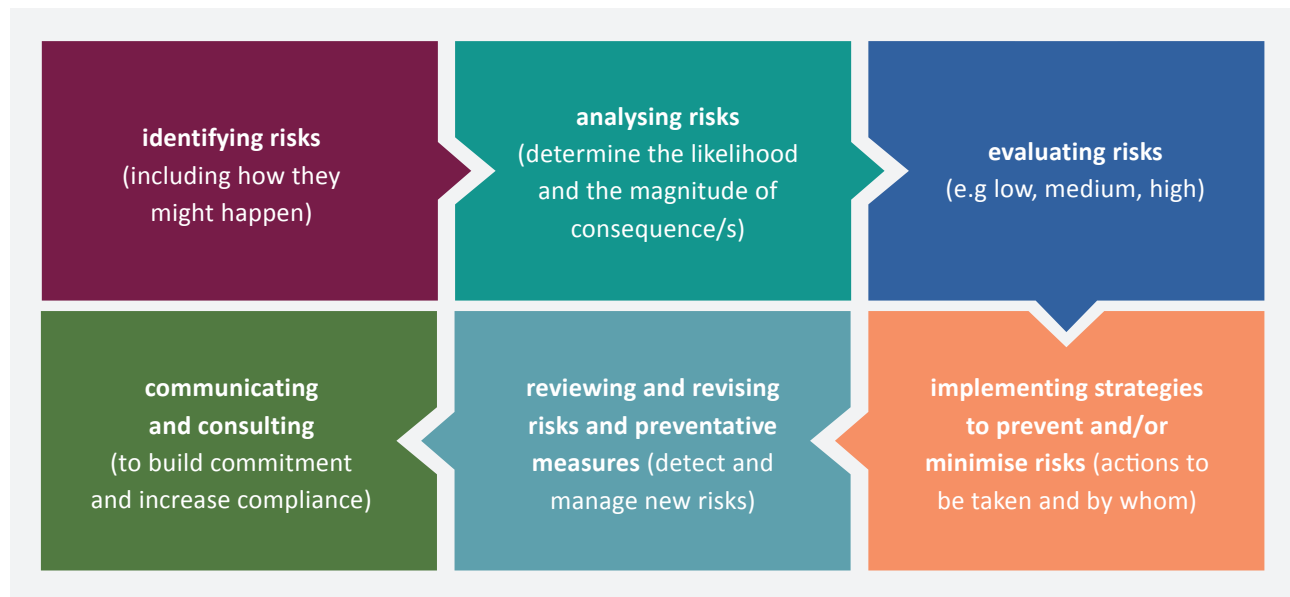 identifying risks
(including how they
might happen)
analysing risks
(determine the likelihood
and the magnitude of
consequence/s)
evaluating risks
(e.g low, medium, high)
implementing strategies
to prevent and/or
minimise risks (actions to
be taken and by whom)
reviewing and revising
risks and preventative
measures (detect and
manage new risks)
communicating
and consulting
(to build commitment
and increase compliance)